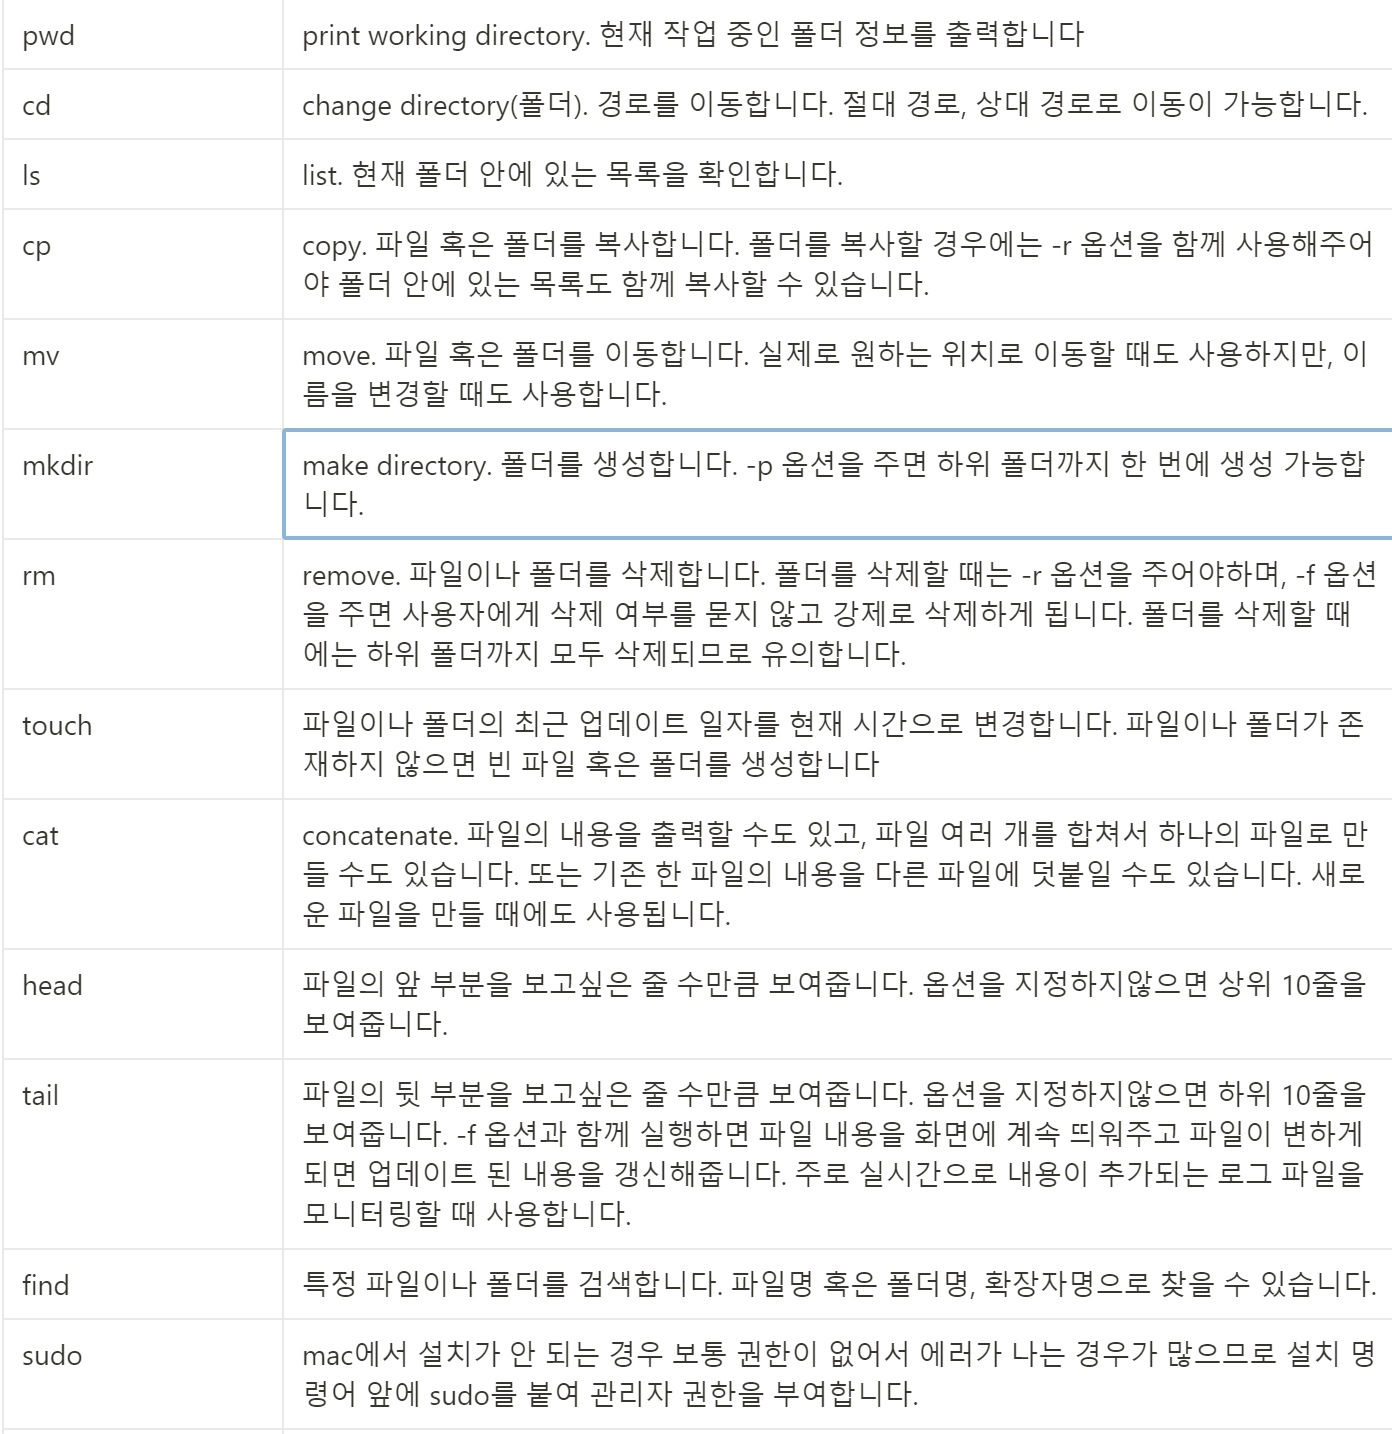 pwd
print working directory. 현재 작업 중인 폴더 정보를 출력합니다
cd
change directory(폴더). 경로를 이동합니다. 절대 경로, 상대 경로로 이동이 가능합니다.
ls
list. 현재 폴더 안에 있는 목록을 확인합니다.
cp
copy. 파일 혹은 폴더를 복사합니다. 폴더를 복사할 경우에는 -r 옵션을 함께 사용해주어
야 폴더 안에 있는 목록도 함께 복사할 수 있습니다.
mv
move. 파일 혹은 폴더를 이동합니다. 실제로 원하는 위치로 이동할 때도 사용하지만, 이
름을 변경할 때도 사용합니다.
mkdir
make directory. 폴더를 생성합니다. -p 옵션을 주면 하위 폴더까지 한 번에 생성 가능합
니다.
rm
remove. 파일이나 폴더를 삭제합니다. 폴더를 삭제할 때는 -r 옵션을 주어야하며, -f 옵션
을 주면 사용자에게 삭제 여부를 묻지 않고 강제로 삭제하게 됩니다. 폴더를 삭제할 때
에는 하위 폴더까지 모두 삭제되므로 유의합니다.
touch
파일이나 폴더의 최근 업데이트 일자를 현재 시간으로 변경합니다. 파일이나 폴더가 존
재하지 않으면 빈 파일 혹은 폴더를 생성합니다
cat
concatenate. 파일의 내용을 출력할 수도 있고, 파일 여러 개를 합쳐서 하나의 파일로 만
들 수도 있습니다. 또는 기존 한 파일의 내용을 다른 파일에 덧붙일 수도 있습니다. 새로
운 파일을 만들 때에도 사용됩니다.
head
파일의 앞 부분을 보고싶은 줄 수만큼 보여줍니다. 옵션을 지정하지않으면 상위 10줄을
보여줍니다.
tail
파일의 뒷 부분을 보고싶은 줄 수만큼 보여줍니다. 옵션을 지정하지않으면 하위 10줄을
보여줍니다. -f 옵션과 함께 실행하면 파일 내용을 화면에 계속 띄워주고 파일이 변하게
되면 업데이트 된 내용을 갱신해줍니다. 주로 실시간으로 내용이 추가되는 로그 파일을
모니터링할 때 사용합니다.
find
특정 파일이나 폴더를 검색합니다. 파일명 혹은 폴더명, 확장자명으로 찾을 수 있습니다.
sudo
mac에서 설치가 안 되는 경우 보통 권한이 없어서 에러가 나는 경우가 많으므로 설치 명
령어 앞에 sudo를 붙여 관리자 권한을 부여합니다.